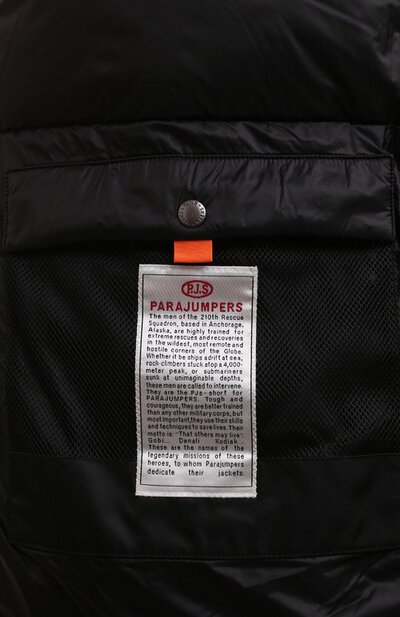 P.J.S
PARAJUMPERS
The men of the 210th Rescue
Squadron, based in Anchorage,
Alaska, are highly trained for
extreme rescues and recoveries
in the wildest, most remote and
hostile corners of the Globe.
Whether it be ships adrift at sea,
rock-climbers stuck atop a 4,000-
meter peak, or submariners
sunk at unimaginable depths,
these men are called to intervene.
They are the PJs - short for
PARAJUMPERS. Tough and
courageous, they are better trained
than any other military corps, but
most important, they use their skills
and techniques to save lives. Their
motto is: "That others may live".
Gobi... Denali Kodiak...
These are the names of the
legendary missions of these
heroes, to whom Parajumpers
dedicate their jackets.